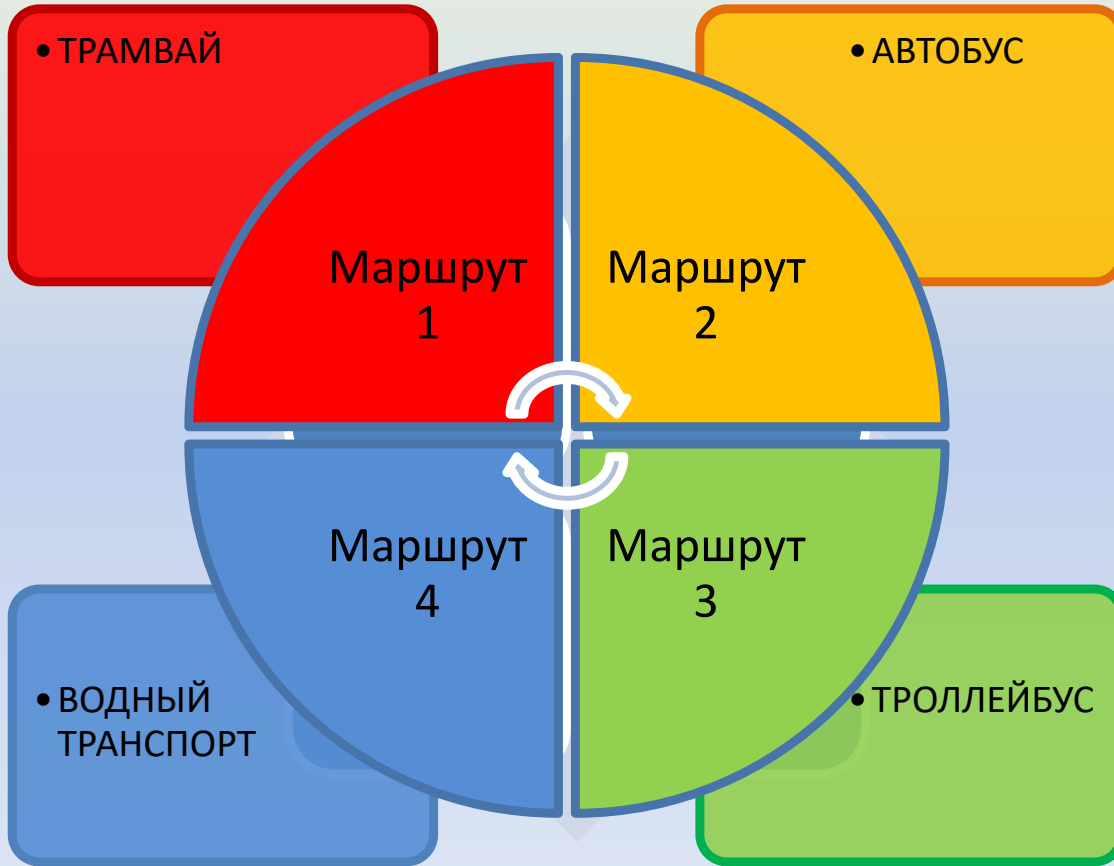 • ТРАМВАЙ
• АВТОБУС
Маршрут
1
Маршрут
2
Маршрут
4
Маршрут
3
• ВОДНЫЙ
ТРАНСПОРТ
• ТРОЛЛЕЙБУС